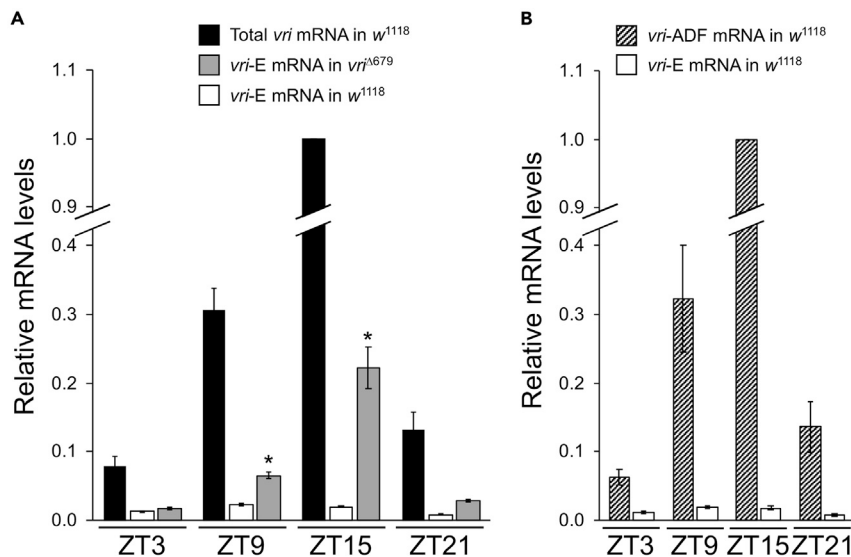 A
Total vri mRNA in w1118
vri-E mRNA in vriΔ679
vri-E mRNA in w1118
Relative mRNA levels
1.1
1.0
0.9
0.4
0.3
0.2
0.1
0.0
*
*
ZT3 ZT9 ZT15 ZT21
B
vri-ADF mRNA in w1118
vri-E mRNA in w1118
Relative mRNA levels
1.1
1.0
0.9
0.4
0.3
0.2
0.1
0.0
ZT3 ZT9 ZT15 ZT21